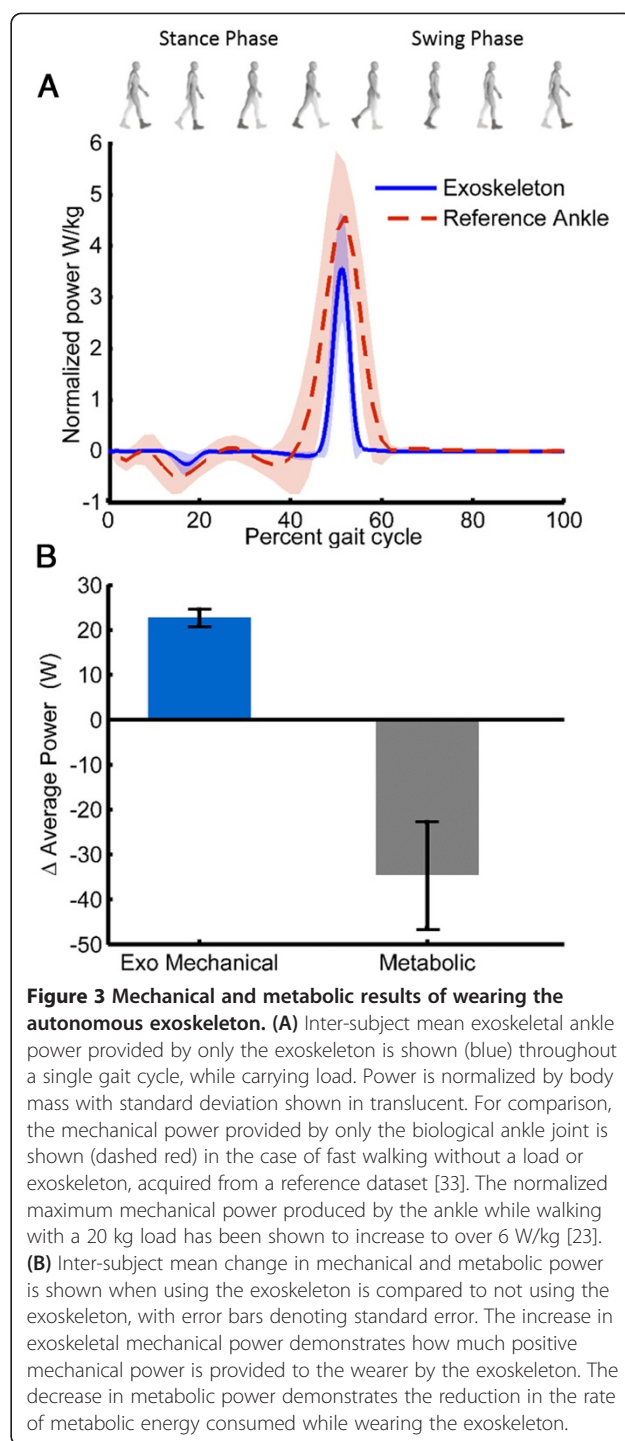 Stance Phase Swing Phase
A
6
5
4
3
2
1
0
-1
Normalized power W/kg
Exoskeleton
Reference Ankle
0 20 40 60 80 100
Percent gait cycle
B
30
20
10
0
-10
-20
-30
-40
-50
Δ Average Power (W)
Exo Mechanical Metabolic
Figure 3 Mechanical and metabolic results of wearing the
autonomous exoskeleton. (A) Inter-subject mean exoskeletal ankle
power provided by only the exoskeleton is shown (blue) throughout
a single gait cycle, while carrying load. Power is normalized by body
mass with standard deviation shown in translucent. For comparison,
the mechanical power provided by only the biological ankle joint is
shown (dashed red) in the case of fast walking without a load or
exoskeleton, acquired from a reference dataset [33]. The normalized
maximum mechanical power produced by the ankle while walking
with a 20 kg load has been shown to increase to over 6 W/kg [23].
(B) Inter-subject mean change in mechanical and metabolic power
is shown when using the exoskeleton is compared to not using the
exoskeleton, with error bars denoting standard error. The increase in
exoskeletal mechanical power demonstrates how much positive
mechanical power is provided to the wearer by the exoskeleton. The
decrease in metabolic power demonstrates the reduction in the rate
of metabolic energy consumed while wearing the exoskeleton.